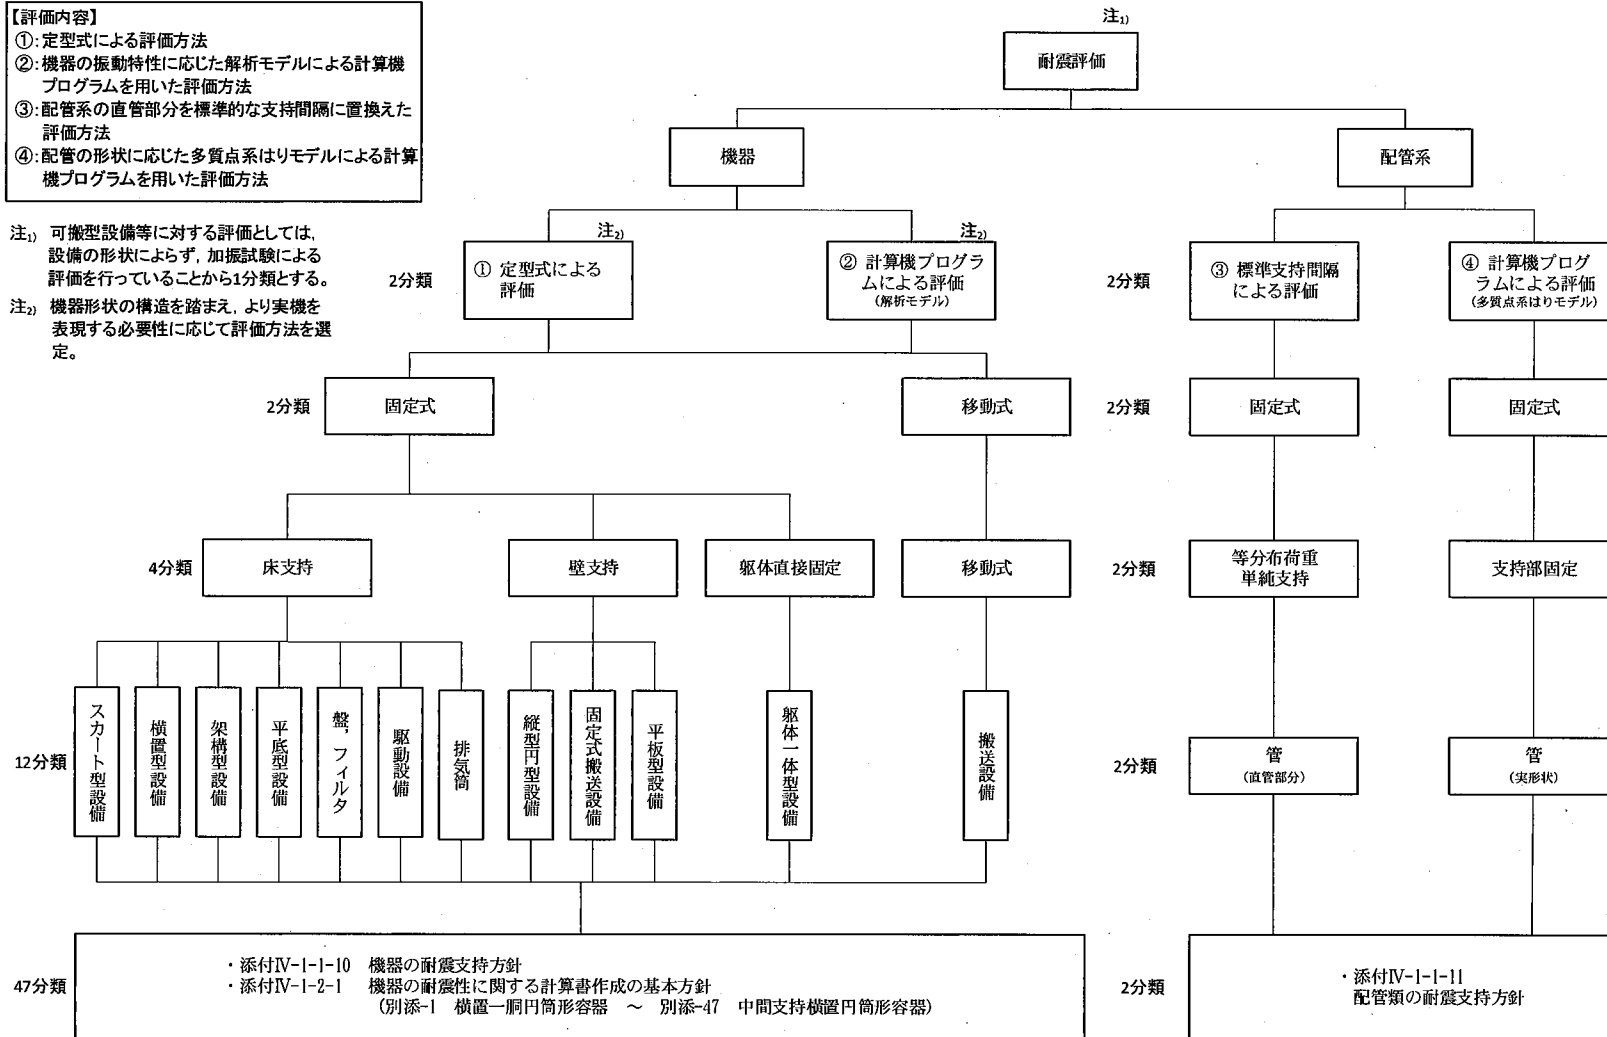 【評価内容】
①:定型式による評価方法
②:機器の振動特性に応じた解析モデルによる計算機
プログラムを用いた評価方法
③:配管系の直管部分を標準的な支持間隔に置換えた
評価方法
④:配管の形状に応じた多質点系はりモデルによる計算
機プログラムを用いた評価方法
注1) 可搬型設備等に対する評価としては,
設備の形状によらず, 加振試験による
評価を行っていることから1分類とする。
注2) 機器形状の構造を踏まえ, より実機を
表現する必要性に応じて評価方法を選
定。
注1)
耐震評価
機器
配管系
2分類
注2)
① 定型式による
評価
注2)
② 計算機プログラ
ムによる評価
(解析モデル)
2分類
③ 標準支持間隔
による評価
④ 計算機プログ
ラムによる評価
(多質点系はりモデル)
2分類
固定式
移動式
2分類
固定式
固定式
4分類
床支持
壁支持
躯体直接固定
移動式
2分類
等分布荷重
単純支持
支持部固定
12分類
スカート型設備
横置型設備
架構型設備
平底型設備
盤, フィルタ
駆動設備
排気筒
縦型円型設備
固定式搬送設備
平板型設備
躯体一体型設備
搬送設備
2分類
管
(直管部分)
管
(実形状)
47分類
・添付Ⅳ-1-1-10 機器の耐震支持方針
・添付Ⅳ-1-2-1 機器の耐震性に関する計算書作成の基本方針
(別添-1 横置一胴円筒形容器 ～ 別添-47 中間支持横置円筒形容器)
2分類
・添付Ⅳ-1-1-11
配管類の耐震支持方針